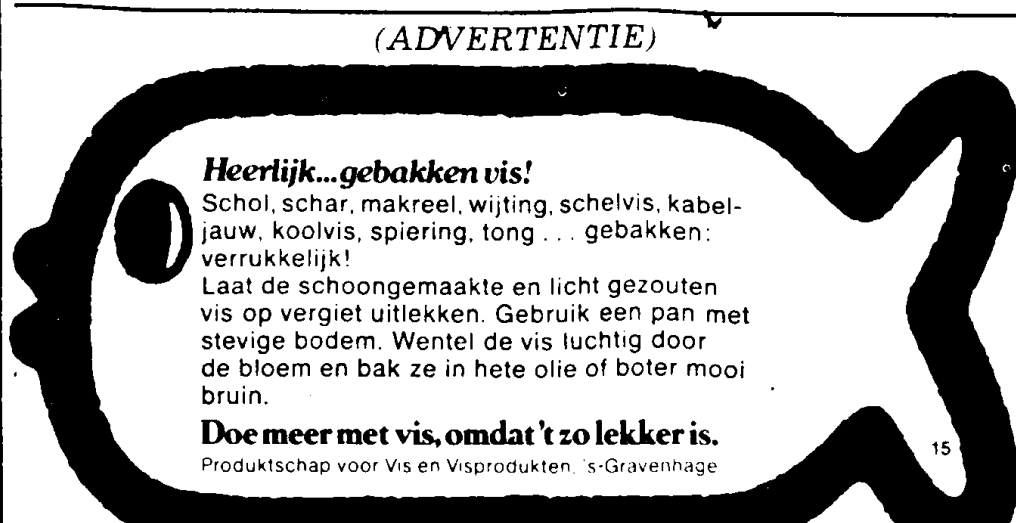 (ADVERTENTIE)
Heerlijk...gebakken vis!
Schol, schar, makreel, wijting, schelvis, kabel-
jauw, koolvis, spiering, tong . . . gebakken:
verrukkelijk!
Laat de schoongemaakte en licht gezouten
vis op vergiet uitlekken. Gebruik een pan met
stevige bodem. Wentel de vis luchtig door
de bloem en bak ze in hete olie of boter mooi
bruin.
Doe meer met vis, omdat 't zo lekker is.
Produktschap voor Vis en Visprodukten, 's-Gravenhage
15